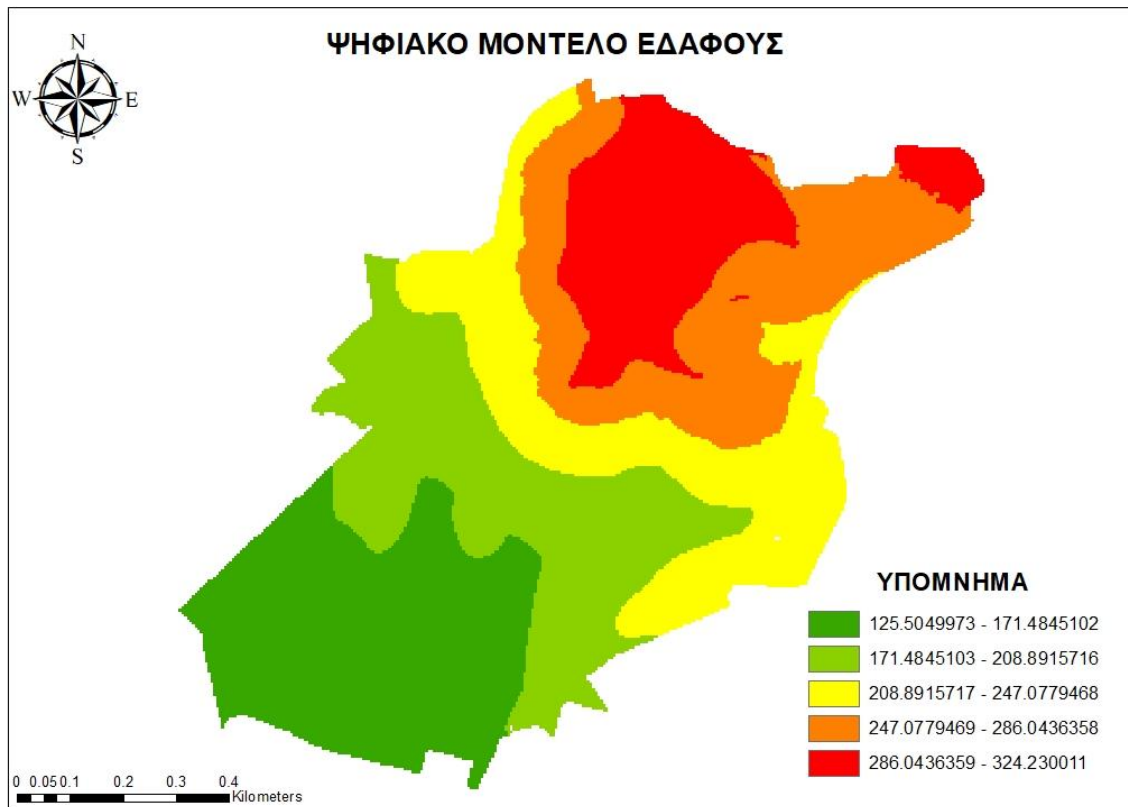 ΨΗΦΙΑΚΟ ΜΟΝΤΕΛΟ ΕΔΑΦΟΥΣ
N
W E
S
ΥΠΟΜΝΗΜΑ
125.5049973 - 171.4845102
171.4845103 - 208.8915716
208.8915717 - 247.0779468
247.0779469 - 286.0436358
286.0436359 - 324.230011
0 0.05 0.1 0.2 0.3 0.4
Kilometers